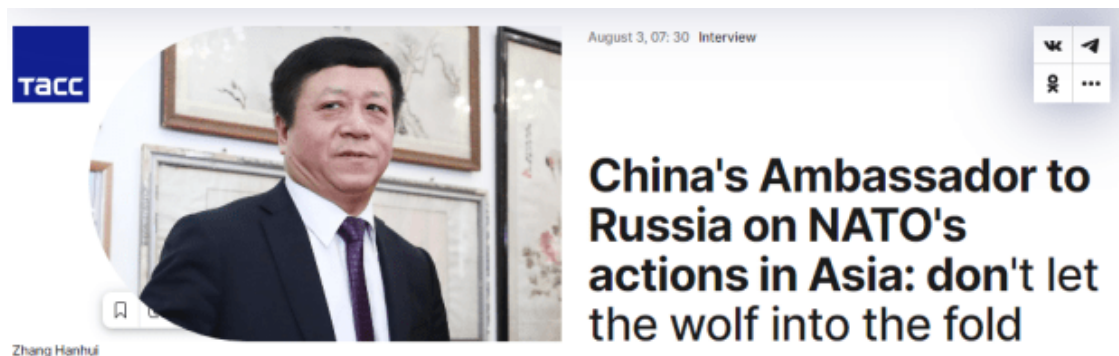 тасс
August 3, 07:30 Interview
China's Ambassador to
Russia on NATO's
actions in Asia: don't let
the wolf into the fold
Zhang Hanhui